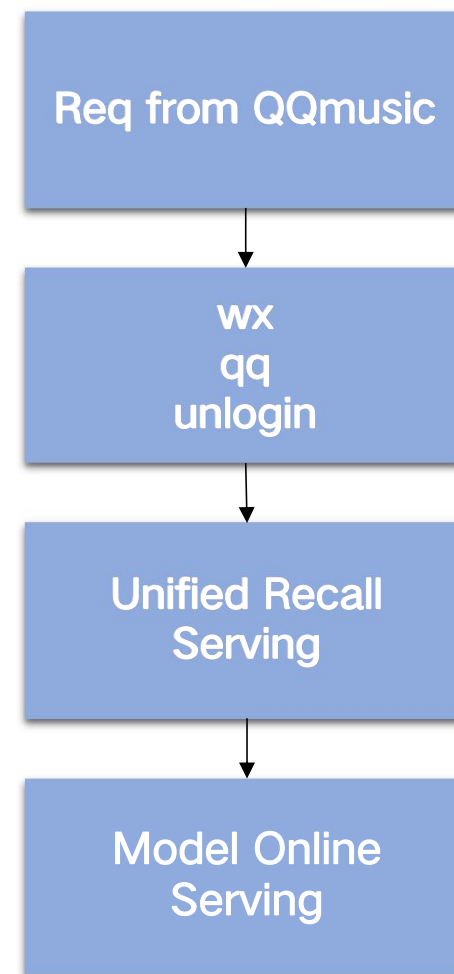 Req from QQmusic
wx
qq
unlogin
Unified Recall
Serving
Model Online
Serving